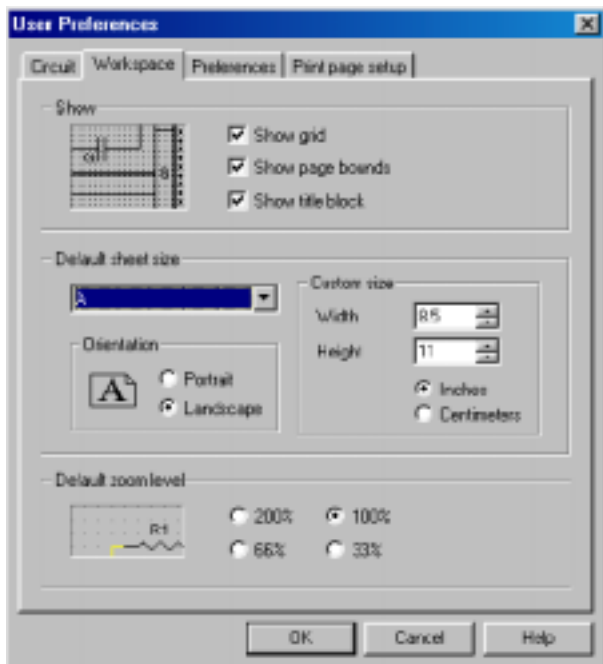 User Preferences
Circuit Workspace Preferences Print page setup
Show
Show grid
Show page bounds
Show title block
8
Default sheet size
A
Orientation
A
Portrait
Landscape
Custom size
Width 8.5
Height 11
Inches
Centimeters
Default zoom level
R1
200% 100%
66% 33%
OK Cancel Help